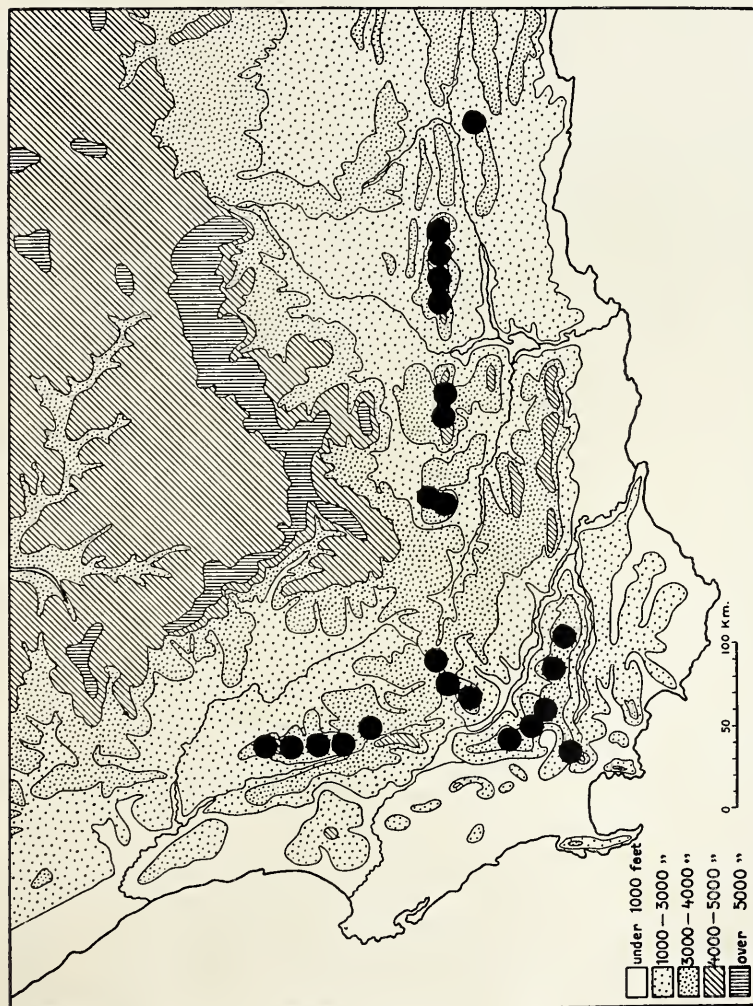 under 1000 feet
1000–3000 ,,
3000–4000 ,,
4000–5000 ,,
over 5000 ,,
0 50 100 Km.